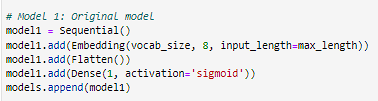 # Model 1: Original model
model1 = Sequential()
model1.add(Embedding(vocab_size, 8, input_length=max_length))
model1.add(Flatten())
model1.add(Dense(1, activation='sigmoid'))
models.append(model1)